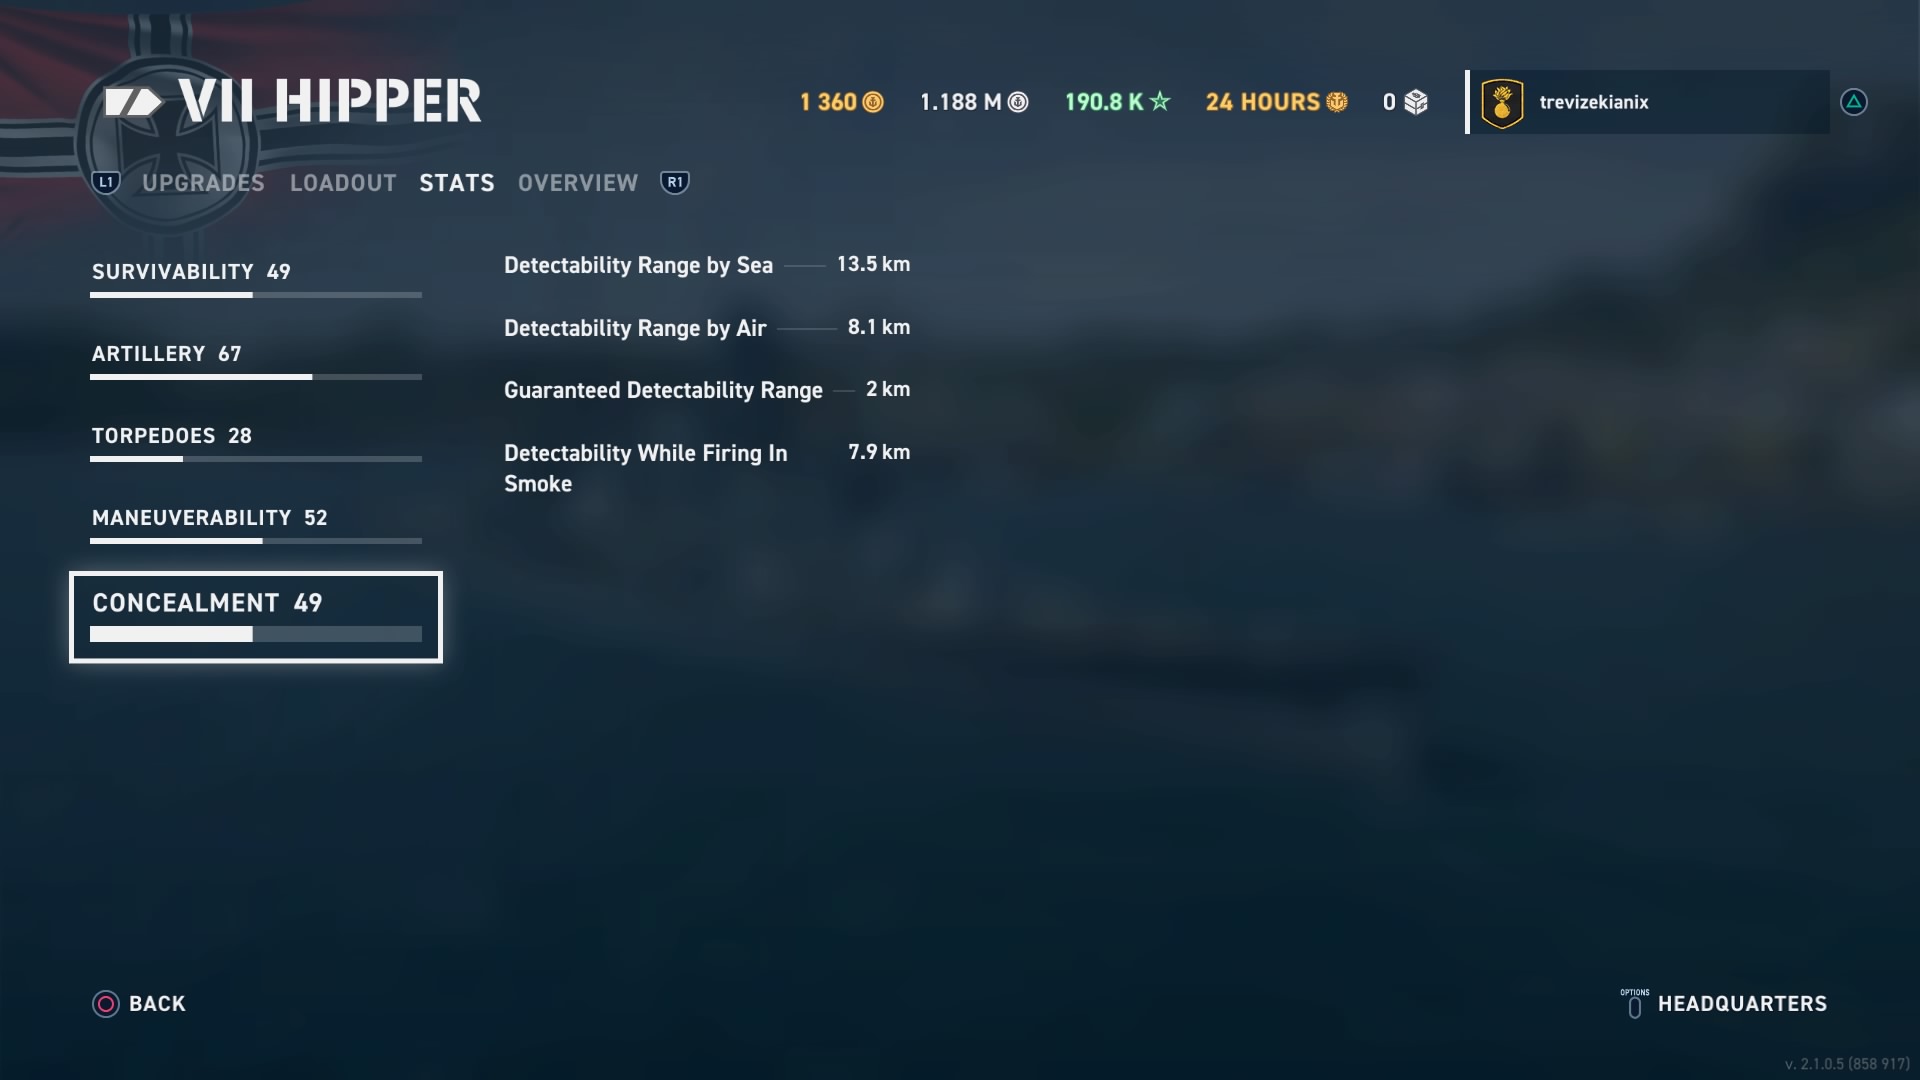 VII HIPPER
1 360
1.188 M
190.8 K
24 HOURS
0
trevizekianix
L1 UPGRADES LOADOUT STATS OVERVIEW R1
SURVIVABILITY 49
ARTILLERY 67
TORPEDOES 28
MANEUVERABILITY 52
CONCEALMENT 49
Detectability Range by Sea 13.5 km
Detectability Range by Air 8.1 km
Guaranteed Detectability Range 2 km
Detectability While Firing In 7.9 km
Smoke
BACK
OPTIONS
HEADQUARTERS
v. 2.1.0.5 (858 917)